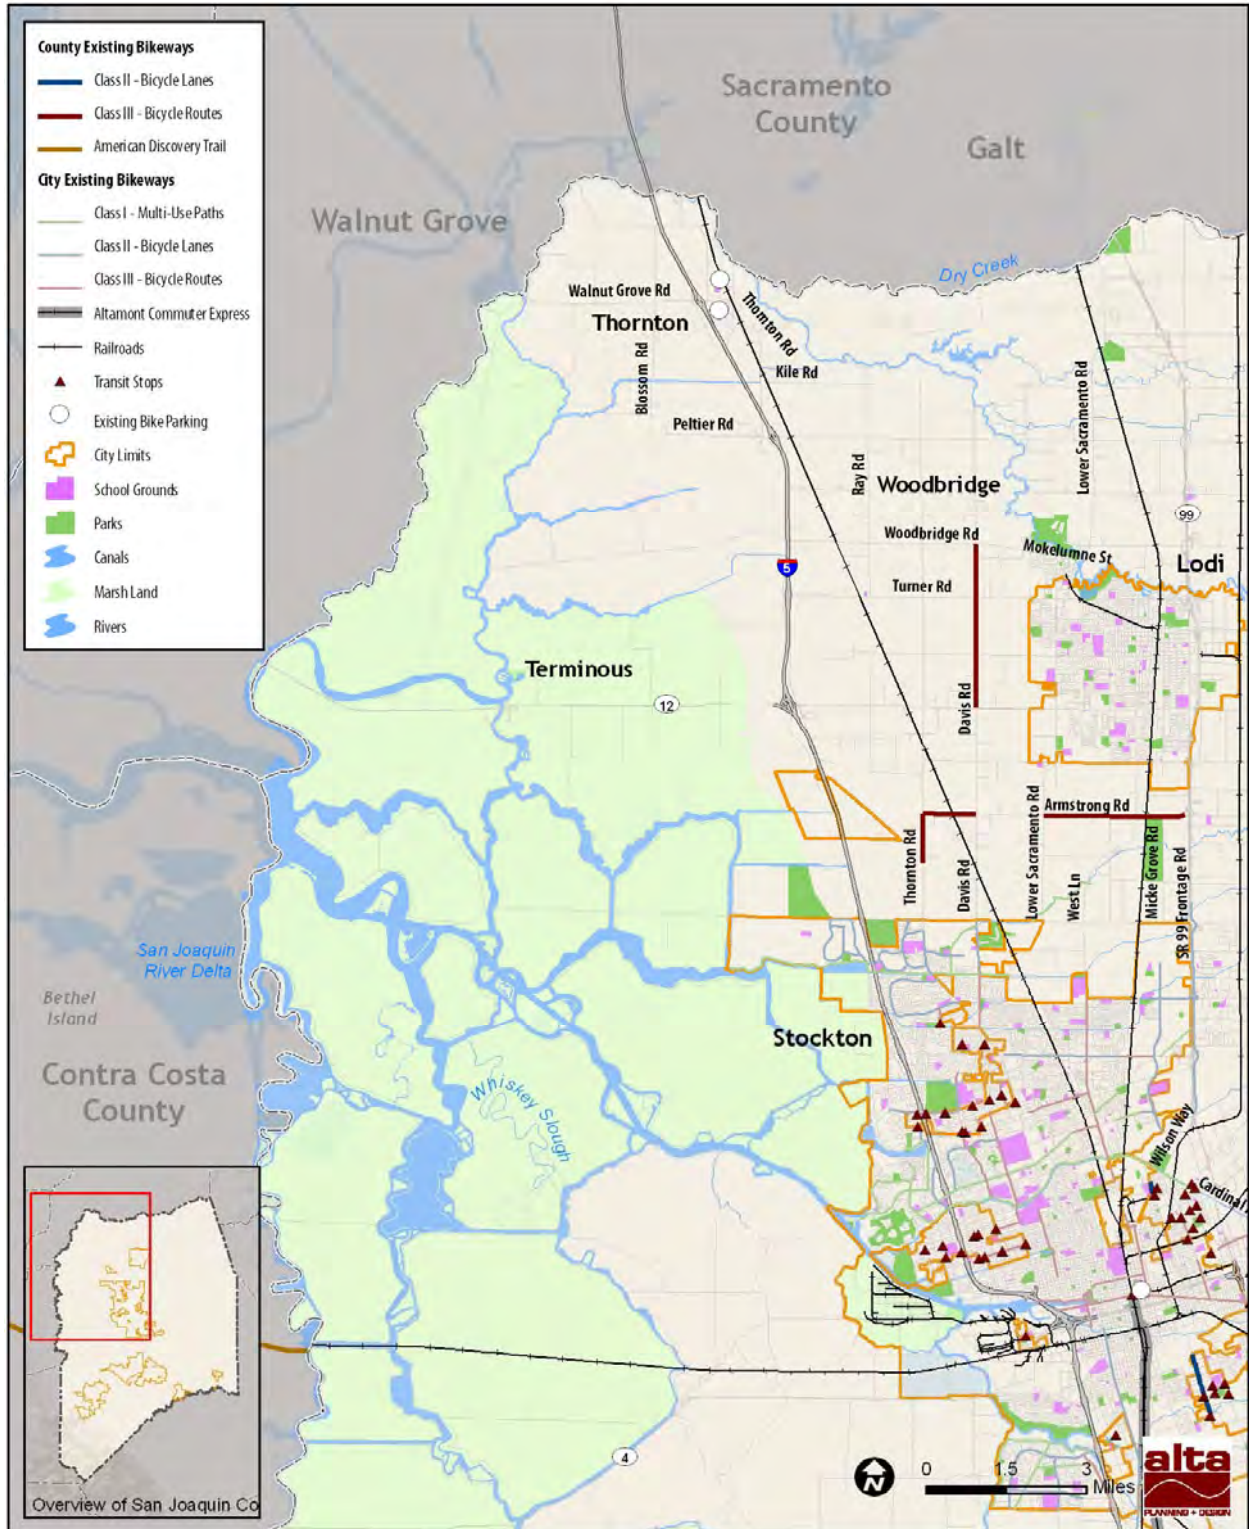 County Existing Bikeways
Class II - Bicycle Lanes
Class III - Bicycle Routes
American Discovery Trail
City Existing Bikeways
Class I - Multi-Use Paths
Class II - Bicycle Lanes
Class III - Bicycle Routes
Altamont Commuter Express
Railroads
Transit Stops
Existing Bike Parking
City Limits
School Grounds
Parks
Canals
Marsh Land
Rivers
Sacramento
County
Galt
Walnut Grove
Dry Creek
Walnut Grove Rd
Thornton
Thornton Rd
Kile Rd
Blossom Rd
Peltier Rd
Lower Sacramento Rd
Ray Rd
Woodbridge
99
Woodbridge Rd
Mokelumne St
Lodi
5
Turner Rd
Terminous
12
Davis Rd
Armstrong Rd
Thornton Rd
Davis Rd
Lower Sacramento Rd
West Ln
Micke Grove Rd
SR 99 Frontage Rd
San Joaquin
River Delta
Bethel
Island
Stockton
Contra Costa
County
Whiskey Slough
Wilson Way
Cardinal
4
N
0 1.5 3
Miles
alta
PLANNING + DESIGN
Overview of San Joaquin Co